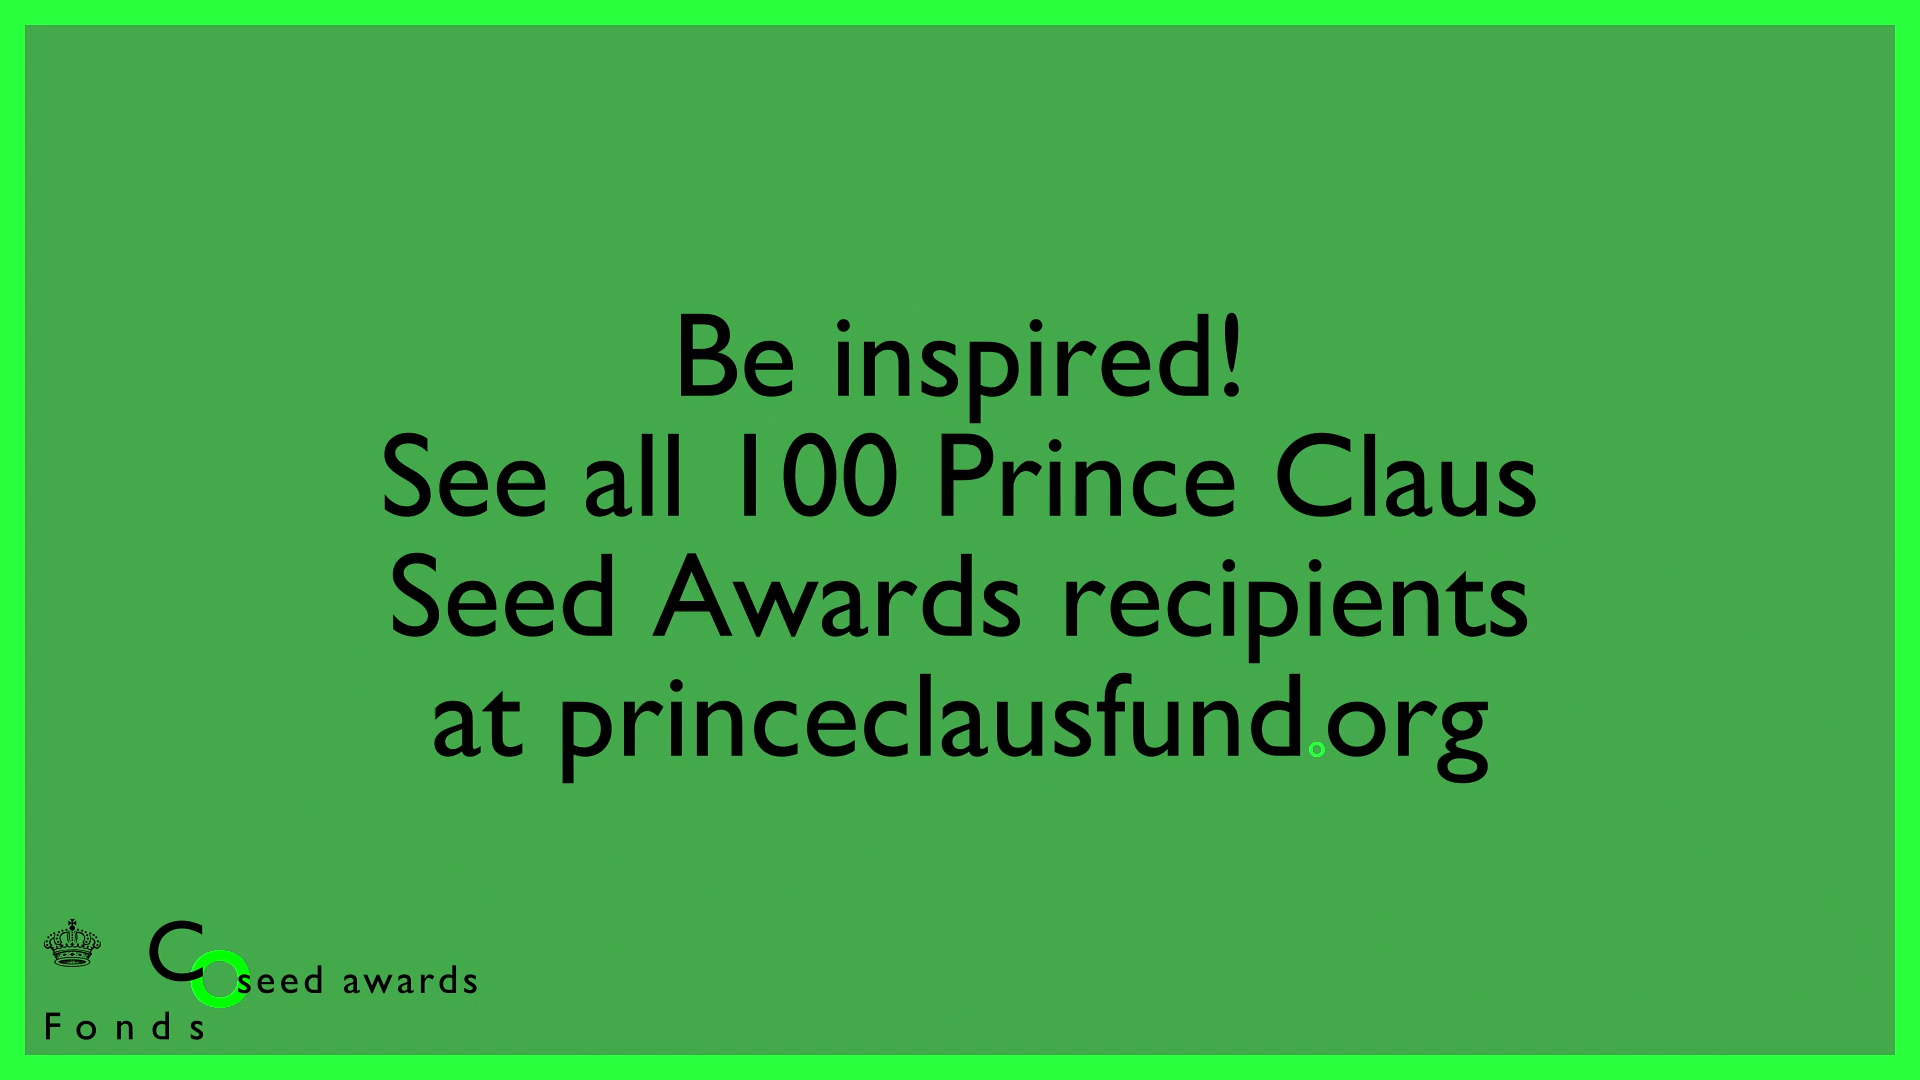 Be inspired!
See all 100 Prince Claus
Seed Awards recipients
at princeclausfund.org
C
seed awards
Fonds